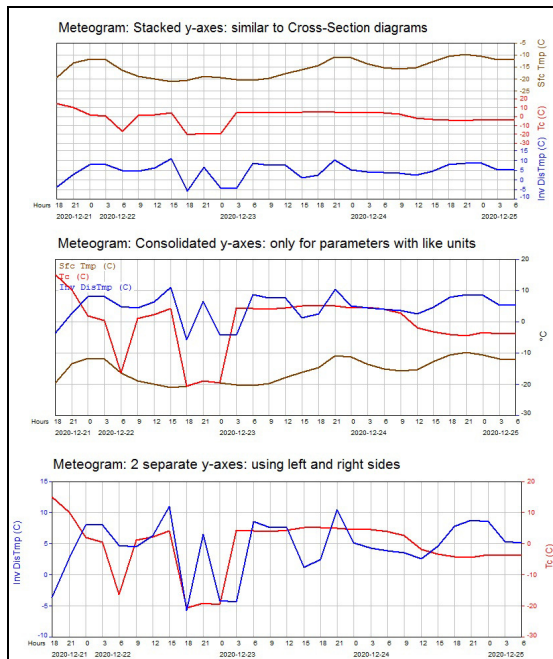 Meteogram: Stacked y-axes: similar to Cross-Section diagrams
-5
-10
-15
-20
-25
Sfc Tmp (C)
20
10
0
-10
-20
-30
Tc (C)
15
10
5
0
-5
-10
Inv DisTmp (C)
Hours 18 21 0 3 6 9 12 15 18 21 0 3 6 9 12 15 18 21 0 3 6 9 12 15 18 21 0 3 6
2020-12-21 2020-12-22 2020-12-23 2020-12-24 2020-12-25
Meteogram: Consolidated y-axes: only for parameters with like units
Sfc Tmp (C)
Tc (C)
Inv DisTmp (C)
20
10
0
-10
-20
-30
°C
Hours 18 21 0 3 6 9 12 15 18 21 0 3 6 9 12 15 18 21 0 3 6 9 12 15 18 21 0 3 6
2020-12-21 2020-12-22 2020-12-23 2020-12-24 2020-12-25
Meteogram: 2 separate y-axes: using left and right sides
15
10
5
0
-5
-10
Inv DisTmp (C)
20
10
0
-10
-20
-30
Tc (C)
Hours 18 21 0 3 6 9 12 15 18 21 0 3 6 9 12 15 18 21 0 3 6 9 12 15 18 21 0 3 6
2020-12-21 2020-12-22 2020-12-23 2020-12-24 2020-12-25